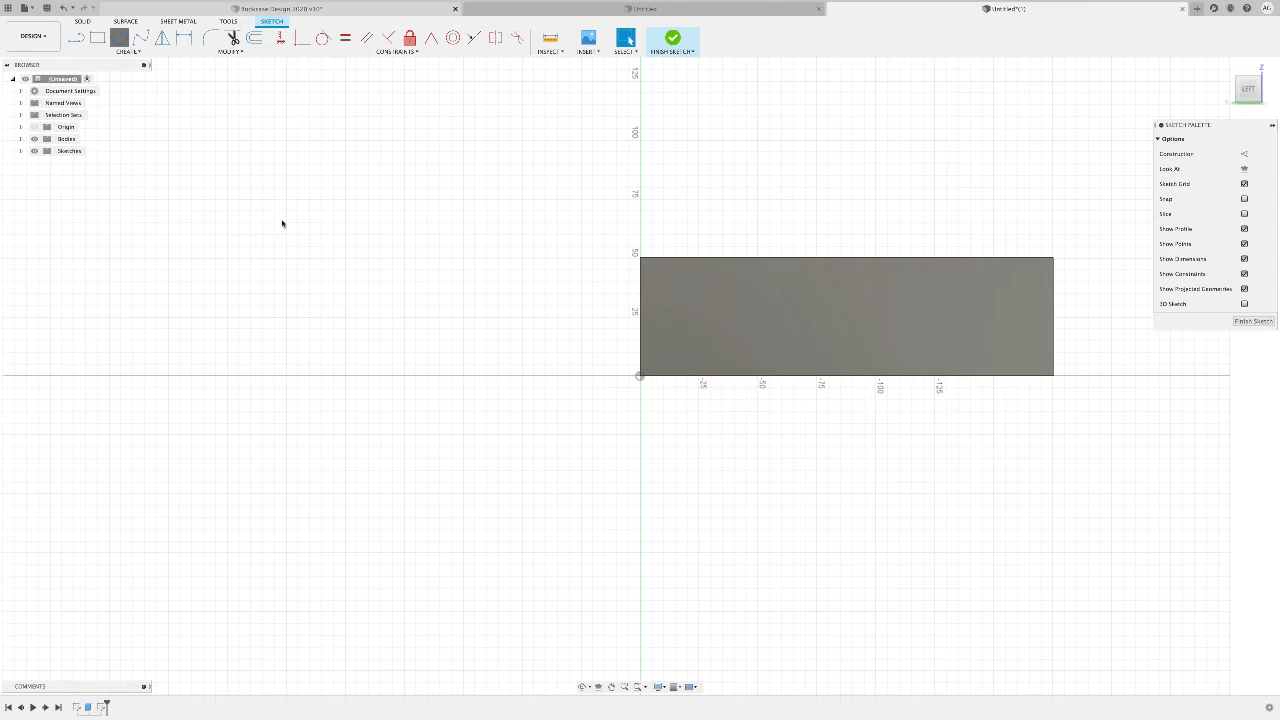 Bookcase Design 2020 v10*
Untitled
Untitled*(1)
AG
DESIGN
SOLID
SURFACE
SHEET METAL
TOOLS
SKETCH
CREATE
MODIFY
CONSTRAINTS
INSPECT
INSERT
SELECT
FINISH SKETCH
BROWSER
(Unsaved)
Document Settings
Named Views
Selection Sets
Origin
Bodies
Sketches
125
100
75
50
25
-25
-50
-75
-100
-125
Z
LEFT
Y
SKETCH PALETTE
Options
Construction
Look At
Sketch Grid
Snap
Slice
Show Profile
Show Points
Show Dimensions
Show Constraints
Show Projected Geometries
3D Sketch
Finish Sketch
COMMENTS